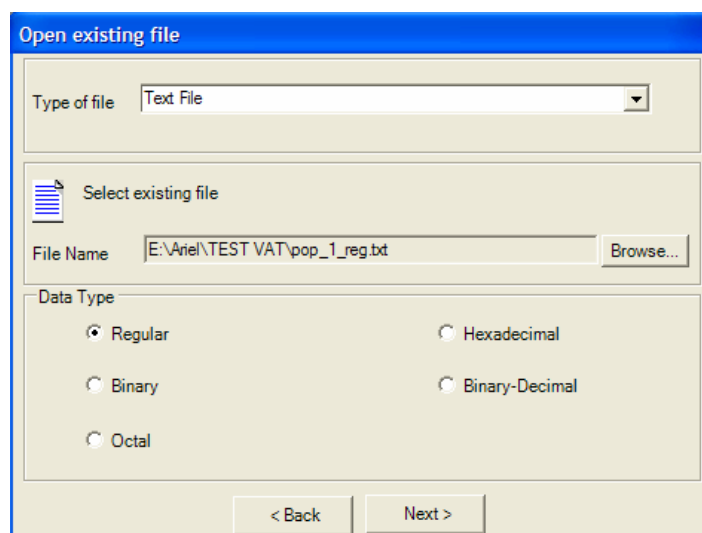 Open existing file
Type of file Text File
Select existing file
File Name E:\Ariel\TEST VAT\pop_1_reg.txt Browse...
Data Type
Regular Hexadecimal
Binary Binary-Decimal
Octal
< Back Next >